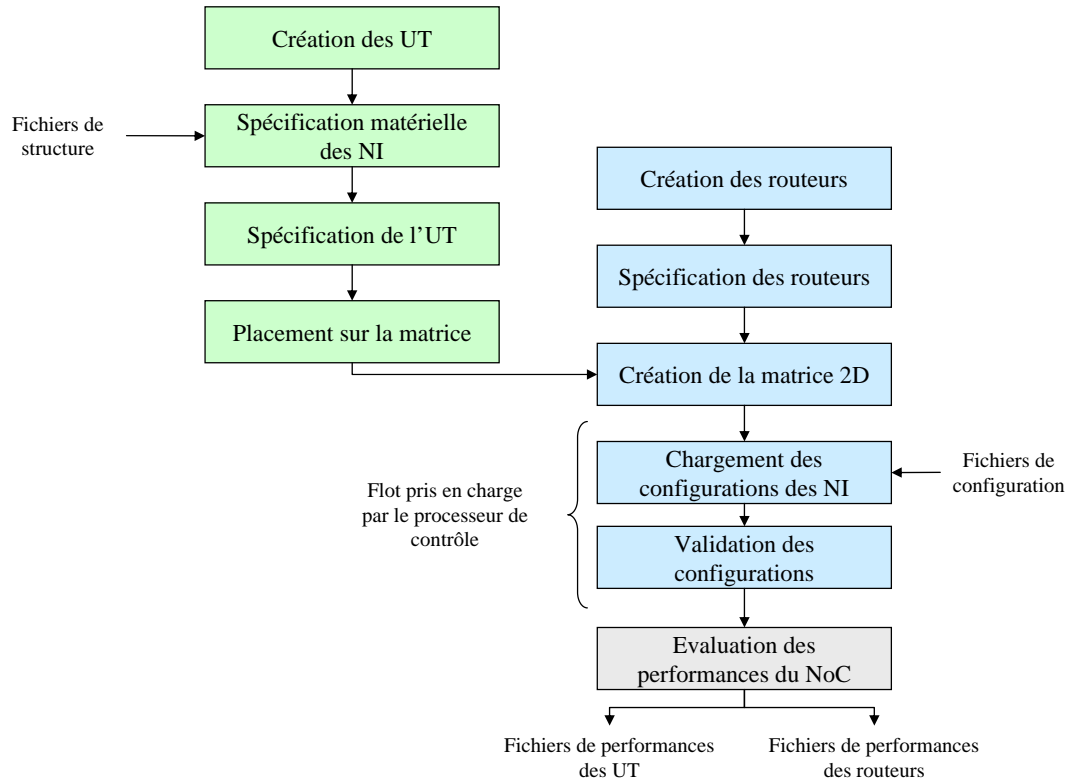 Création des UT
Fichiers de
structure
Spécification matérielle
des NI
Spécification de l’UT
Placement sur la matrice
Création des routeurs
Spécification des routeurs
Création de la matrice 2D
Flot pris en charge
par le processeur de
contrôle
Chargement des
configurations des NI
Fichiers de
configuration
Validation des
configurations
Evaluation des
performances du NoC
Fichiers de performances
des UT
Fichiers de performances
des routeurs